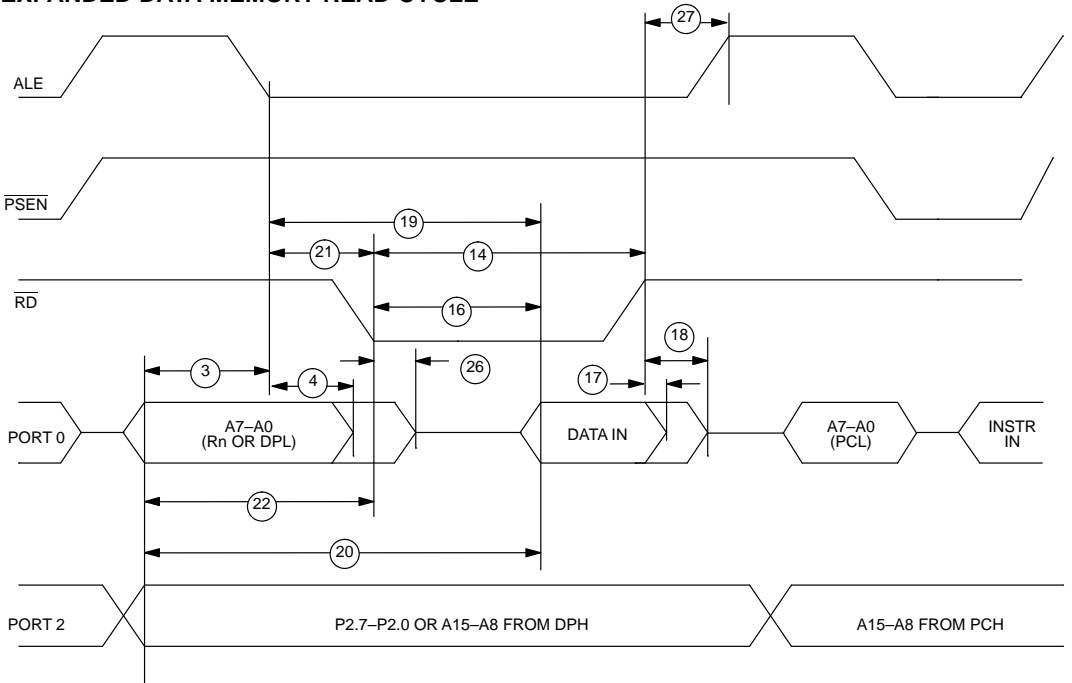 EXPANDED DATA MEMORY READ CYCLE
27
ALE
PSEN
19
21
14
RD
16
18
3
4
26
17
PORT 0
A7–A0
(Rn OR DPL)
DATA IN
A7–A0
(PCL)
INSTR
IN
22
20
PORT 2
P2.7–P2.0 OR A15–A8 FROM DPH
A15–A8 FROM PCH